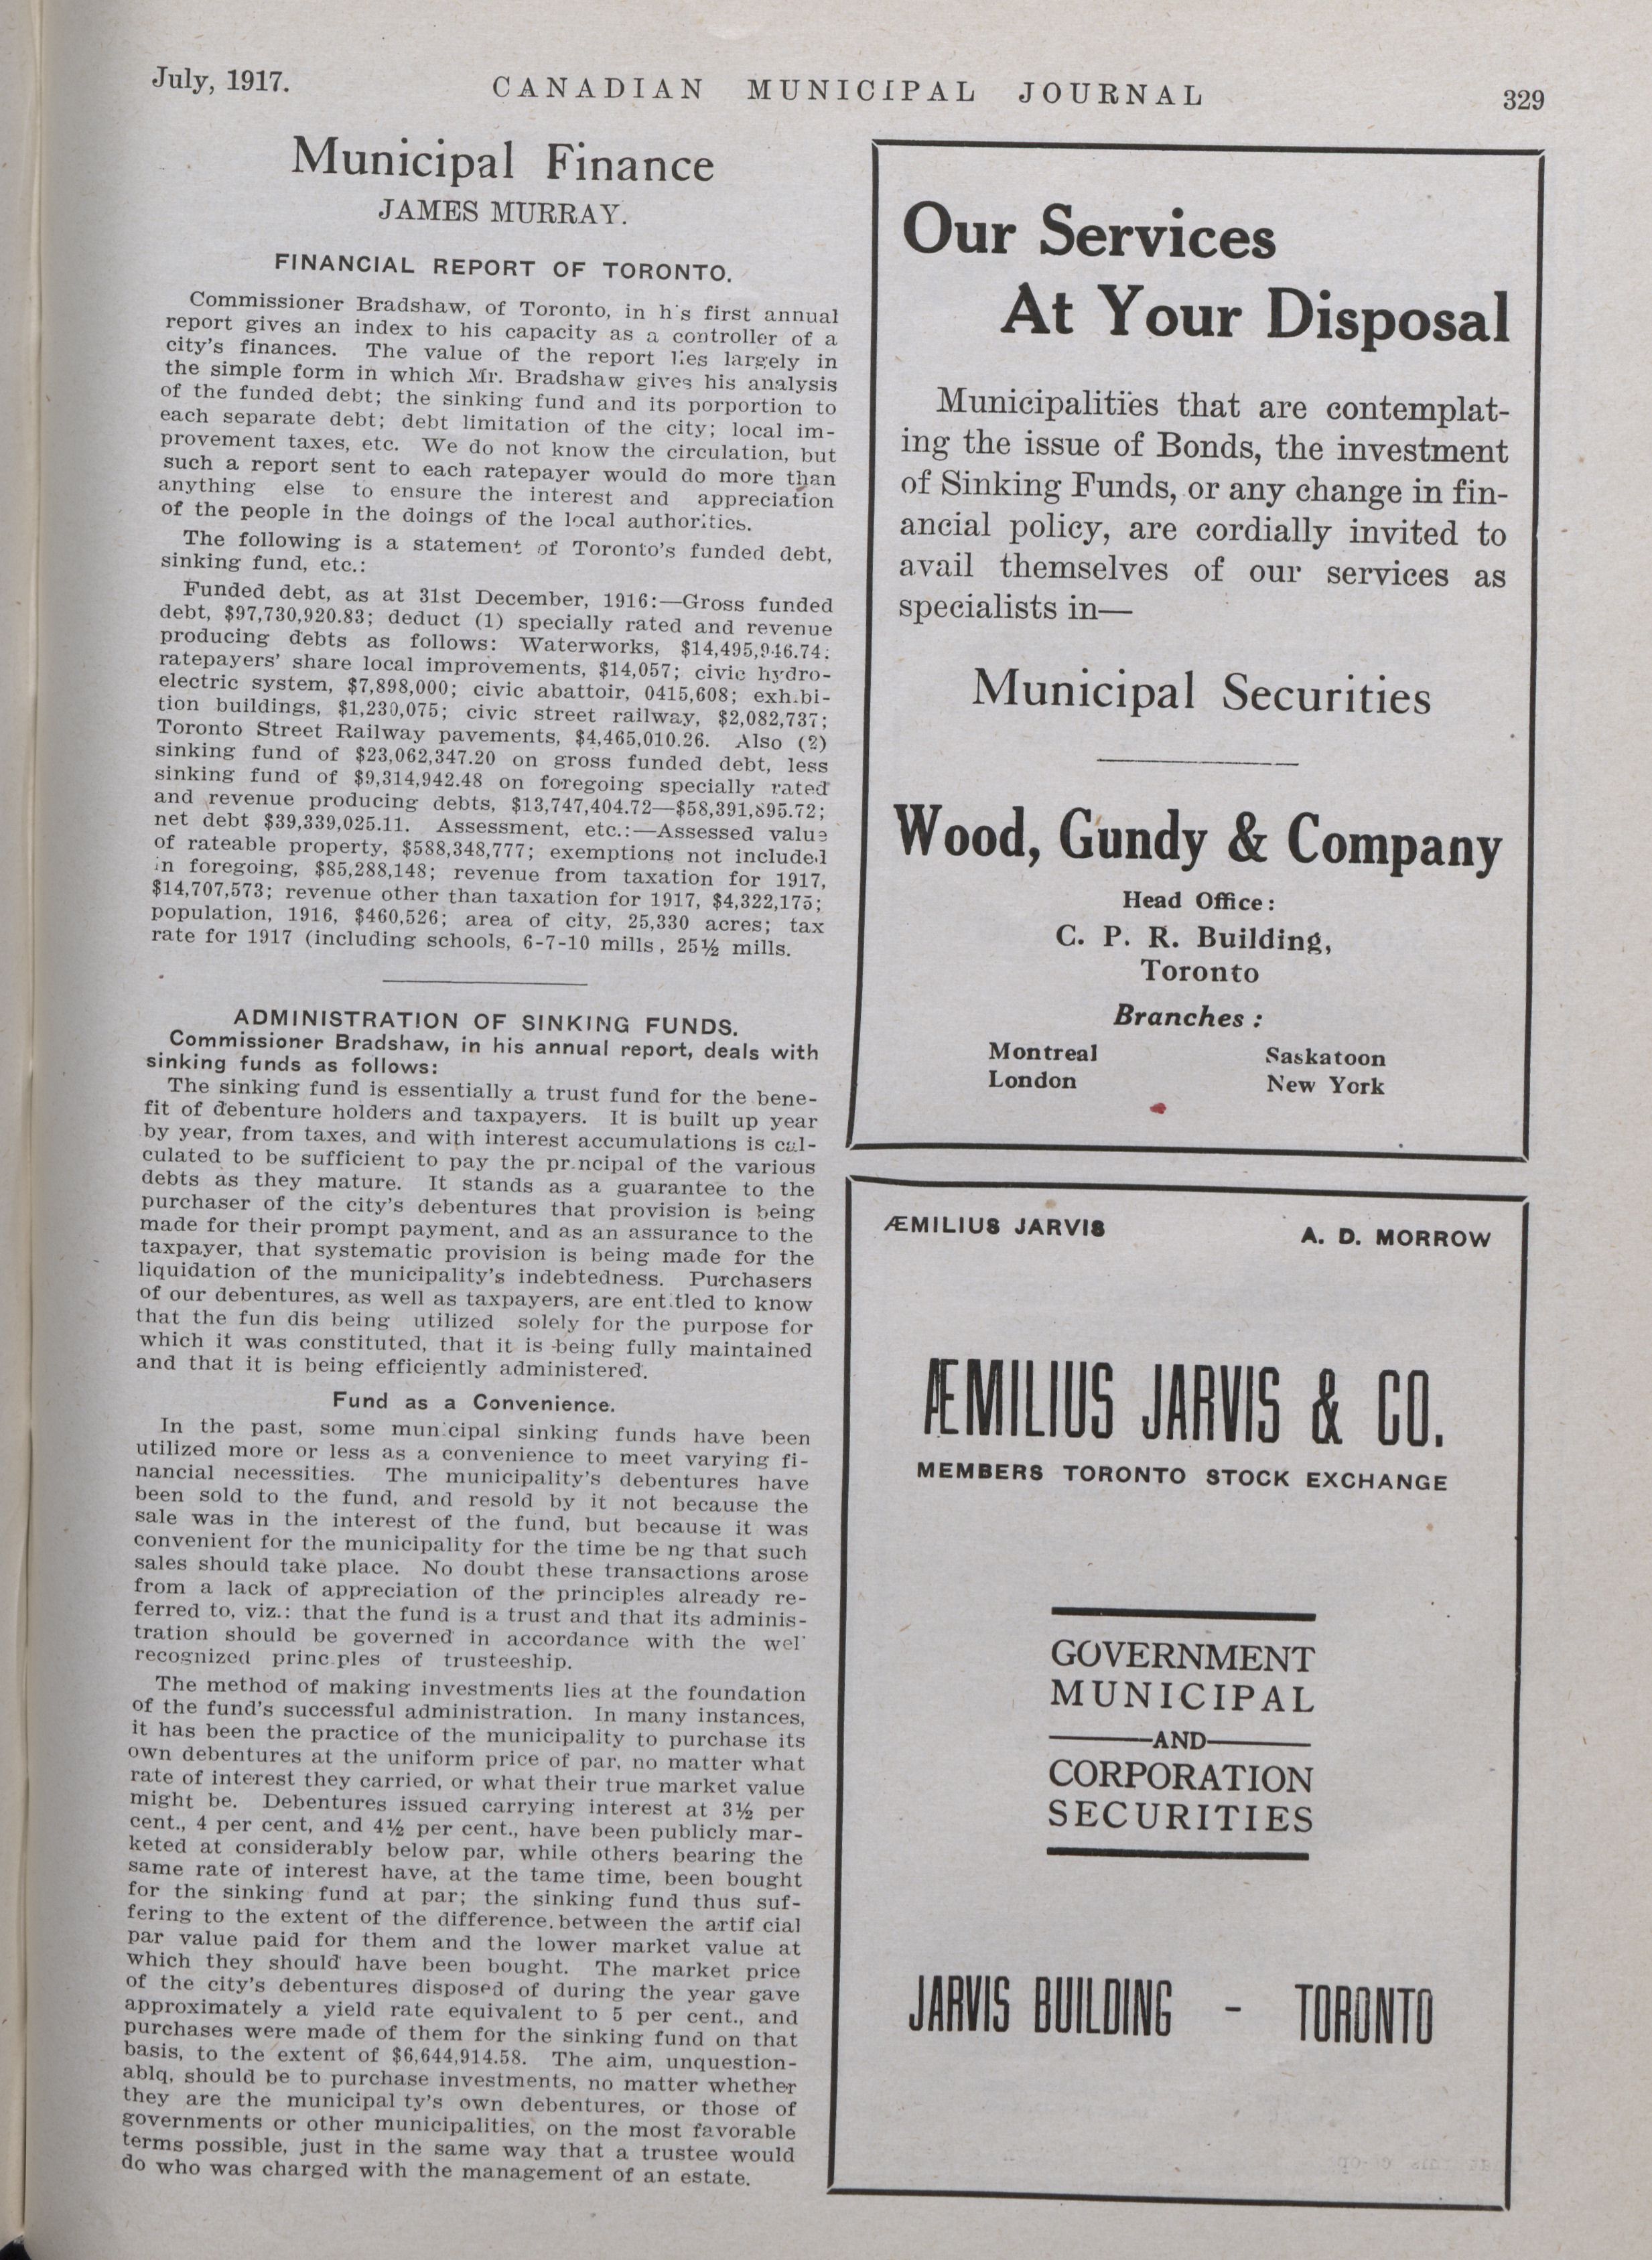 July, 1917.
CANADIAN MUNICIPAL JOURNAL
329
Municipal Finance
JAMES MURRAY.
FINANCIAL REPORT OF TORONTO.
Commissioner Bradshaw, of Toronto, in h's first annual
report gives an index to his capacity as a controller of a
city's finances. The value of the report lies largely in
the simple form in which Mr. Bradshaw gives his analysis
of the funded debt; the sinking fund and its porportion to
each separate debt; debt limitation of the city; local im-
provement taxes, etc. We do not know the circulation, but
such a report sent to each ratepayer would do more than
anything else to ensure the interest and appreciation
of the people in the doings of the local authorities.
The following is a statement of Toronto's funded debt,
sinking fund, etc.:
Funded debt, as at 31st December, 1916:—Gross funded
debt, $97,730,920.83; deduct (1) specially rated and revenue
producing debts as follows: Waterworks, $14,495,946.74;
ratepayers' share local improvements, $14,057; civic hydro-
electric system, $7,898,000; civic abattoir, 0415,608; exh.bi-
tion buildings, $1,230,075; civic street railway, $2,082,737;
Toronto Street Railway pavements, $4,465,010.26. Also (2)
sinking fund of $23,062,347.20 on gross funded debt, less
sinking fund of $9,314,942.48 on foregoing specially rated
and revenue producing debts, $13,747,404.72—$58,391,895.72;
net debt $39,339,025.11. Assessment, etc.:—Assessed value
of rateable property, $588,348,777; exemptions not included
in foregoing, $85,288,148; revenue from taxation for 1917,
$14,707,573; revenue other than taxation for 1917, $4,322,175;
population, 1916, $460,526; area of city, 25,330 acres; tax
rate for 1917 (including schools, 6-7-10 mills, 25½ mills.
ADMINISTRATION OF SINKING FUNDS.
Commissioner Bradshaw, in his annual report, deals with
sinking funds as follows:
The sinking fund is essentially a trust fund for the bene-
fit of debenture holders and taxpayers. It is built up year
by year, from taxes, and with interest accumulations is cal-
culated to be sufficient to pay the pr.ncipal of the various
debts as they mature. It stands as a guarantee to the
purchaser of the city's debentures that provision is being
made for their prompt payment, and as an assurance to the
taxpayer, that systematic provision is being made for the
liquidation of the municipality's indebtedness. Purchasers
of our debentures, as well as taxpayers, are ent.tled to know
that the fun dis being utilized solely for the purpose for
which it was constituted, that it is being fully maintained
and that it is being efficiently administered.
Fund as a Convenience.
In the past, some mun:cipal sinking funds have been
utilized more or less as a convenience to meet varying fi-
nancial necessities. The municipality's debentures have
been sold to the fund, and resold by it not because the
sale was in the interest of the fund, but because it was
convenient for the municipality for the time be ng that such
sales should take place. No doubt these transactions arose
from a lack of appreciation of the principles already re-
ferred to, viz.: that the fund is a trust and that its adminis-
tration should be governed in accordance with the wel'
recognized princ.ples of trusteeship.
The method of making investments lies at the foundation
of the fund's successful administration. In many instances,
it has been the practice of the municipality to purchase its
own debentures at the uniform price of par, no matter what
rate of interest they carried, or what their true market value
might be. Debentures issued carrying interest at 3½ per
cent., 4 per cent, and 4½ per cent., have been publicly mar-
keted at considerably below par, while others bearing the
same rate of interest have, at the tame time, been bought
for the sinking fund at par; the sinking fund thus suf-
fering to the extent of the difference between the artif cial
par value paid for them and the lower market value at
which they should have been bought. The market price
of the city's debentures disposed of during the year gave
approximately a yield rate equivalent to 5 per cent., and
purchases were made of them for the sinking fund on that
basis, to the extent of $6,644,914.58. The aim, unquestion-
ablq, should be to purchase investments, no matter whether
they are the municipal ty's own debentures, or those of
governments or other municipalities, on the most favorable
terms possible, just in the same way that a trustee would
do who was charged with the management of an estate.
Our Services
At Your Disposal
Municipalities that are contemplat-
ing the issue of Bonds, the investment
of Sinking Funds, or any change in fin-
ancial policy, are cordially invited to
avail themselves of our services as
specialists in—
Municipal Securities
Wood, Gundy & Company
Head Office:
C. P. R. Building,
Toronto
Branches:
Montreal Saskatoon
London New York
ÆMILIUS JARVIS A. D. MORROW
ÆMILIUS JARVIS & CO.
MEMBERS TORONTO STOCK EXCHANGE
GOVERNMENT
MUNICIPAL
—AND—
CORPORATION
SECURITIES
JARVIS BUILDING - TORONTO